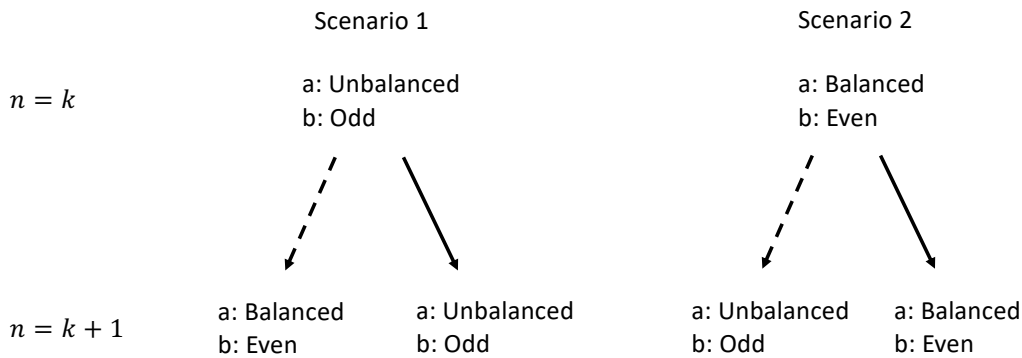 Scenario 1
Scenario 2
n = k
a: Unbalanced
b: Odd
a: Balanced
b: Even
n = k + 1
a: Balanced
b: Even
a: Unbalanced
b: Odd
a: Unbalanced
b: Odd
a: Balanced
b: Even